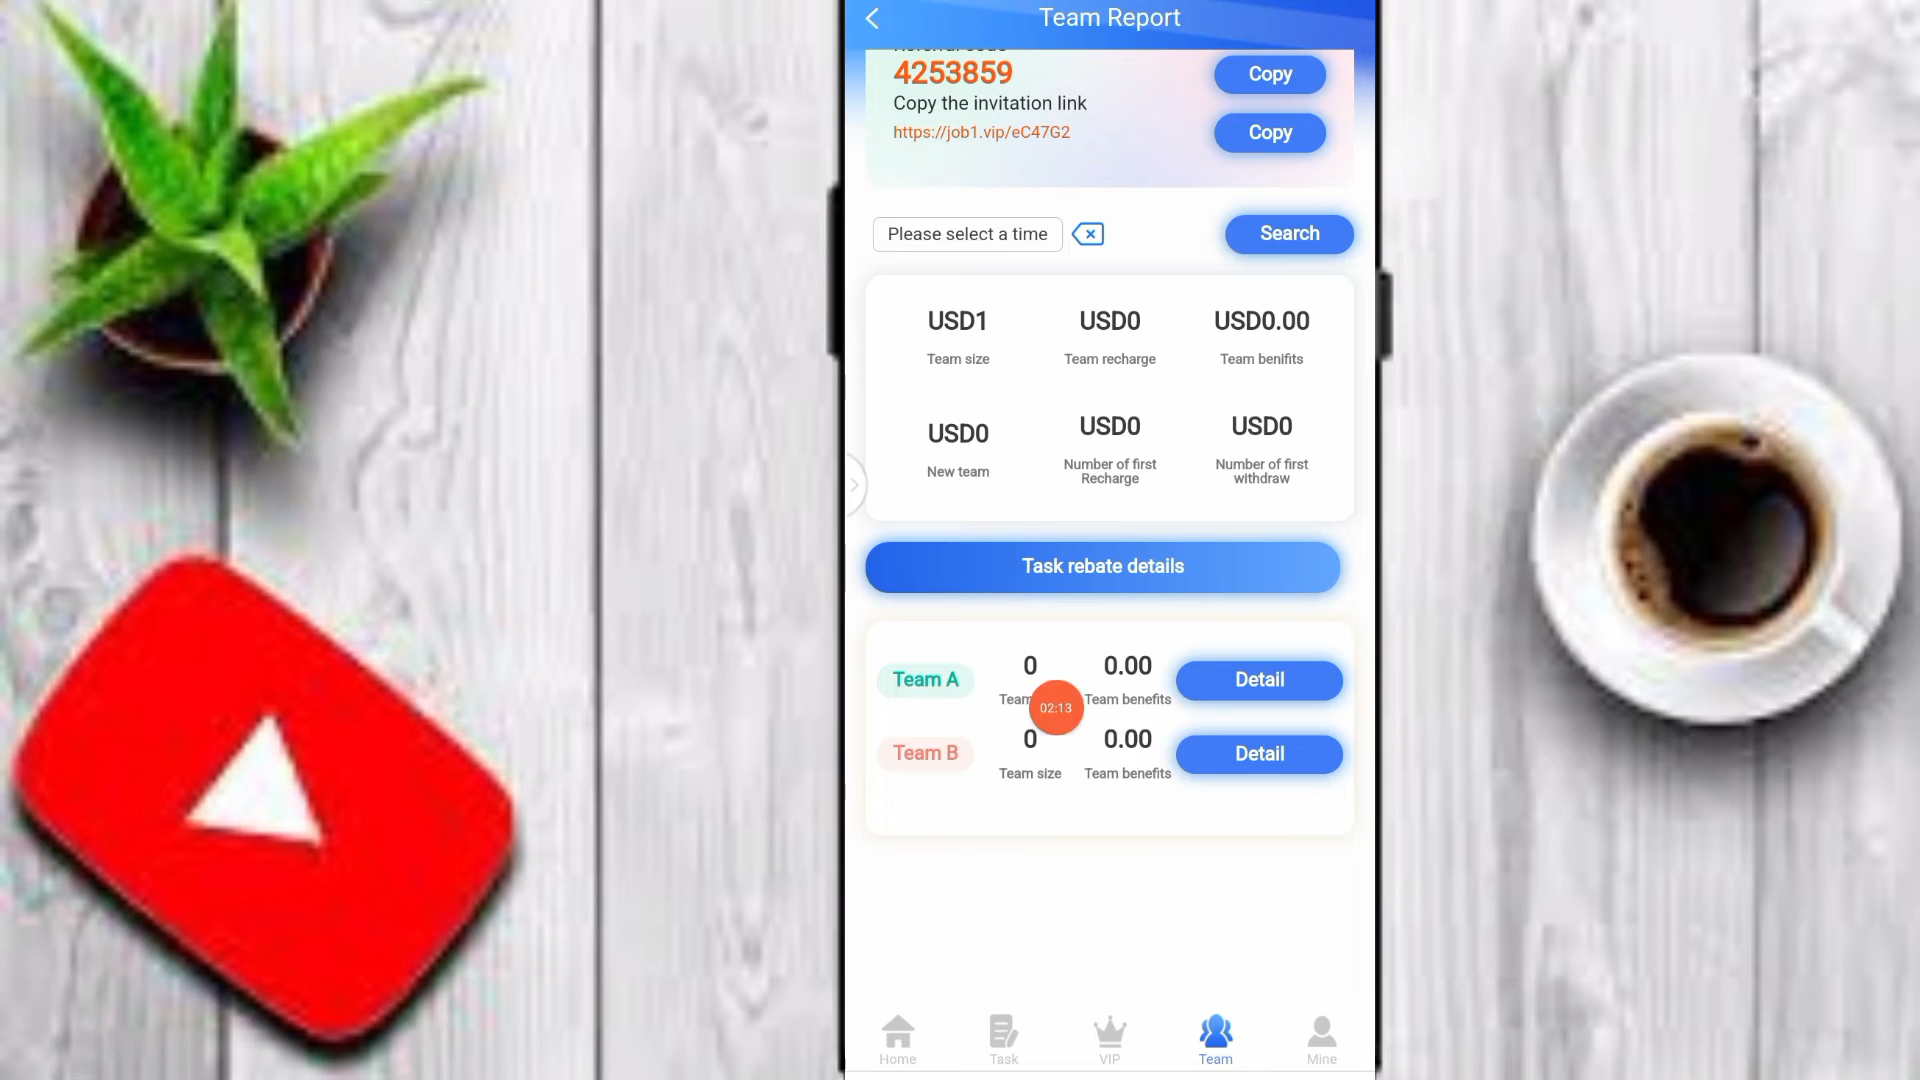 Team Report
4253859
Copy
Copy the invitation link
https://job1.vip/eC47G2
Copy
Please select a time
Search
USD1
USD0
USD0.00
Team size
Team recharge
Team benifits
USD0
USD0
USD0
New team
Number of first
Recharge
Number of first
withdraw
Task rebate details
Team A
0
0.00
Detail
Team
Team benefits
02:13
Team B
0
0.00
Detail
Team size
Team benefits
Home
Task
VIP
Team
Mine